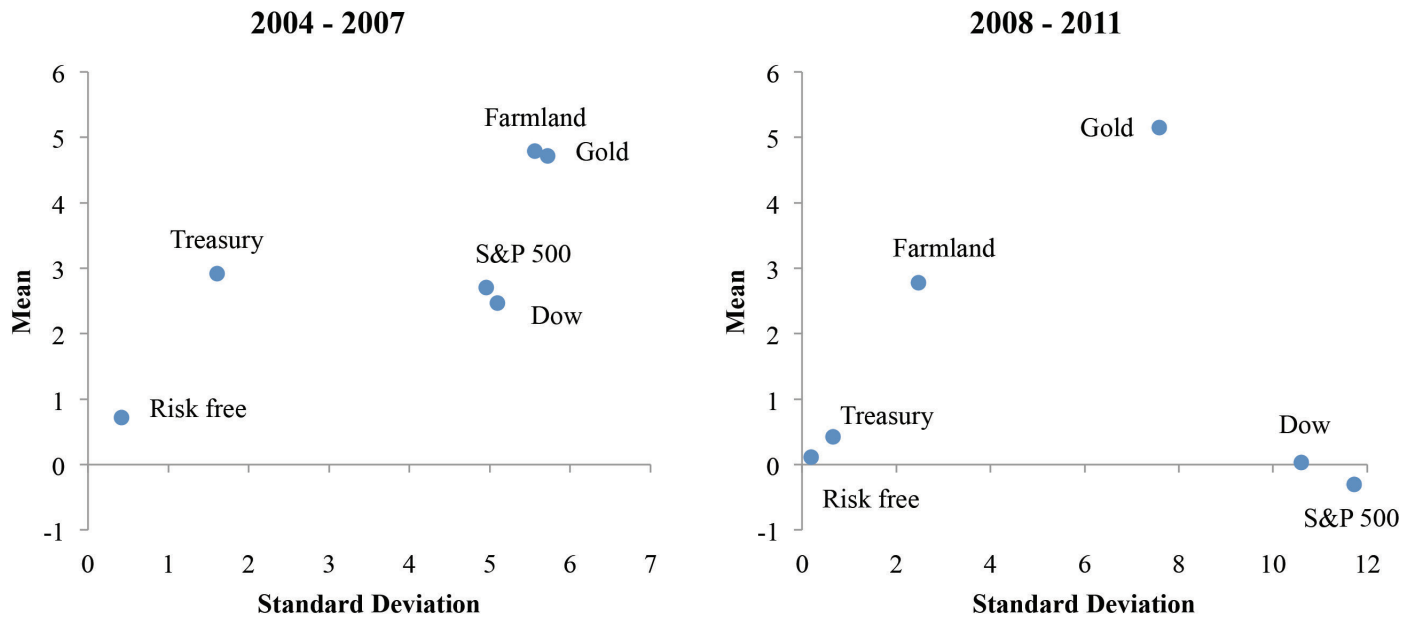 2004 - 2007
6
5
4
3
2
1
0
-1
Mean
Farmland
Gold
Treasury
S&P 500
Dow
Risk free
0 1 2 3 4 5 6 7
Standard Deviation
2008 - 2011
6
5
4
3
2
1
0
-1
Mean
Gold
Farmland
Treasury
Dow
Risk free
S&P 500
0 2 4 6 8 10 12
Standard Deviation